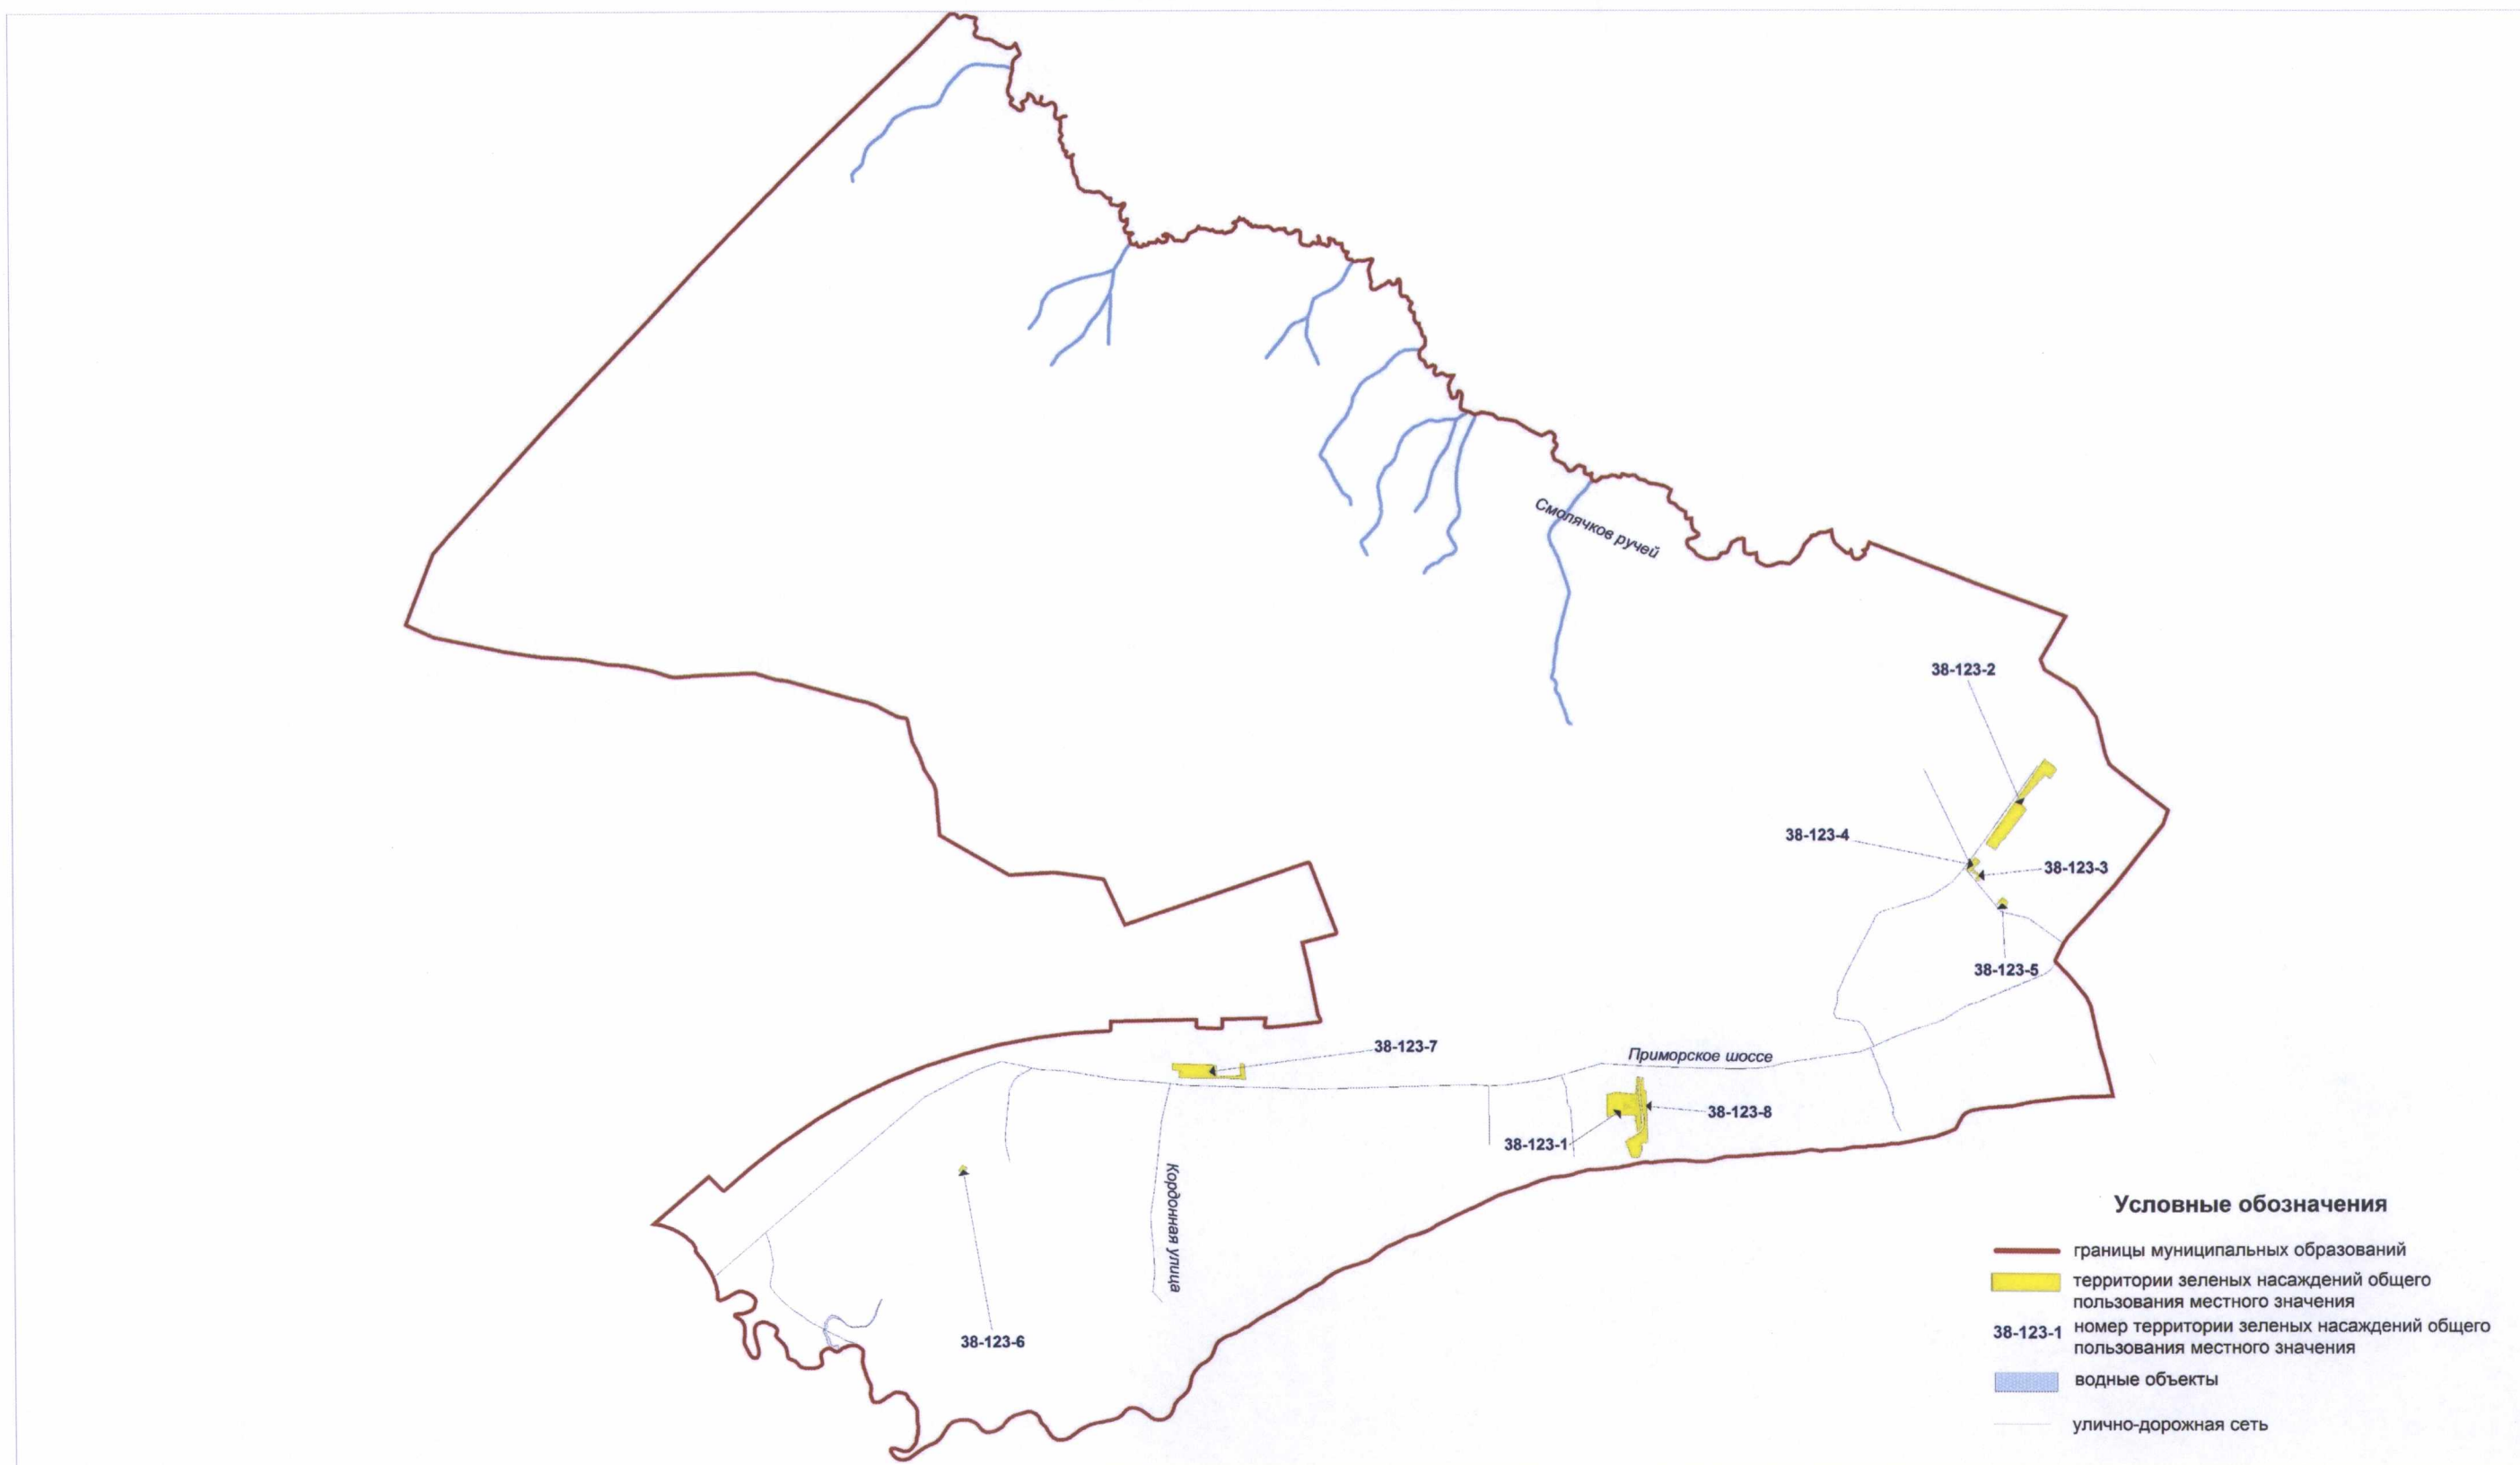 Смолячков ручей
38-123-2
38-123-4
38-123-3
38-123-5
38-123-7
Приморское шоссе
38-123-8
38-123-1
Кордонная улица
38-123-6
Условные обозначения
границы муниципальных образований
территории зеленых насаждений общего
пользования местного значения
38-123-1 номер территории зеленых насаждений общего
пользования местного значения
водные объекты
улично-дорожная сеть